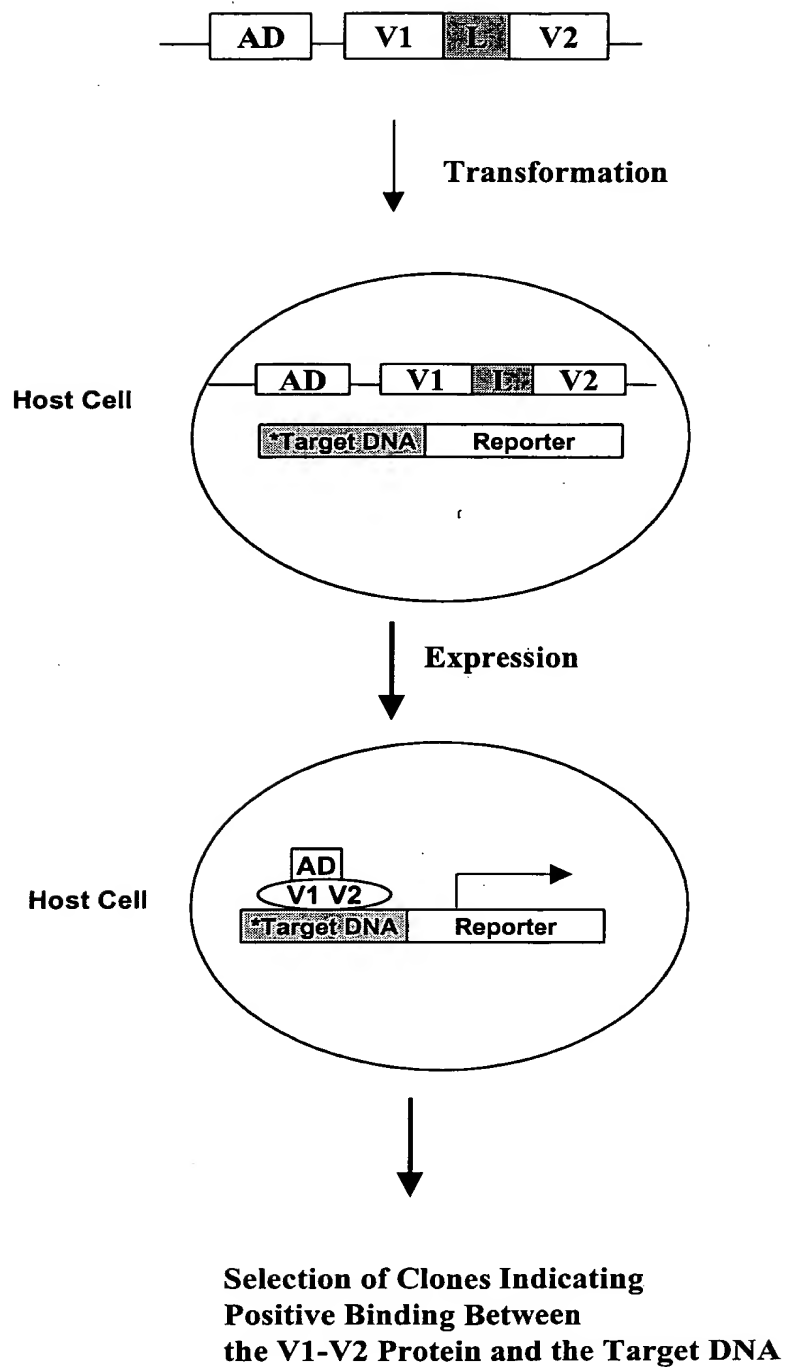 AD V1 L V2
Transformation
Host Cell
AD V1 L V2
*Target DNA Reporter
Expression
Host Cell
AD
V1 V2
*Target DNA Reporter
Selection of Clones Indicating
Positive Binding Between
the V1-V2 Protein and the Target DNA